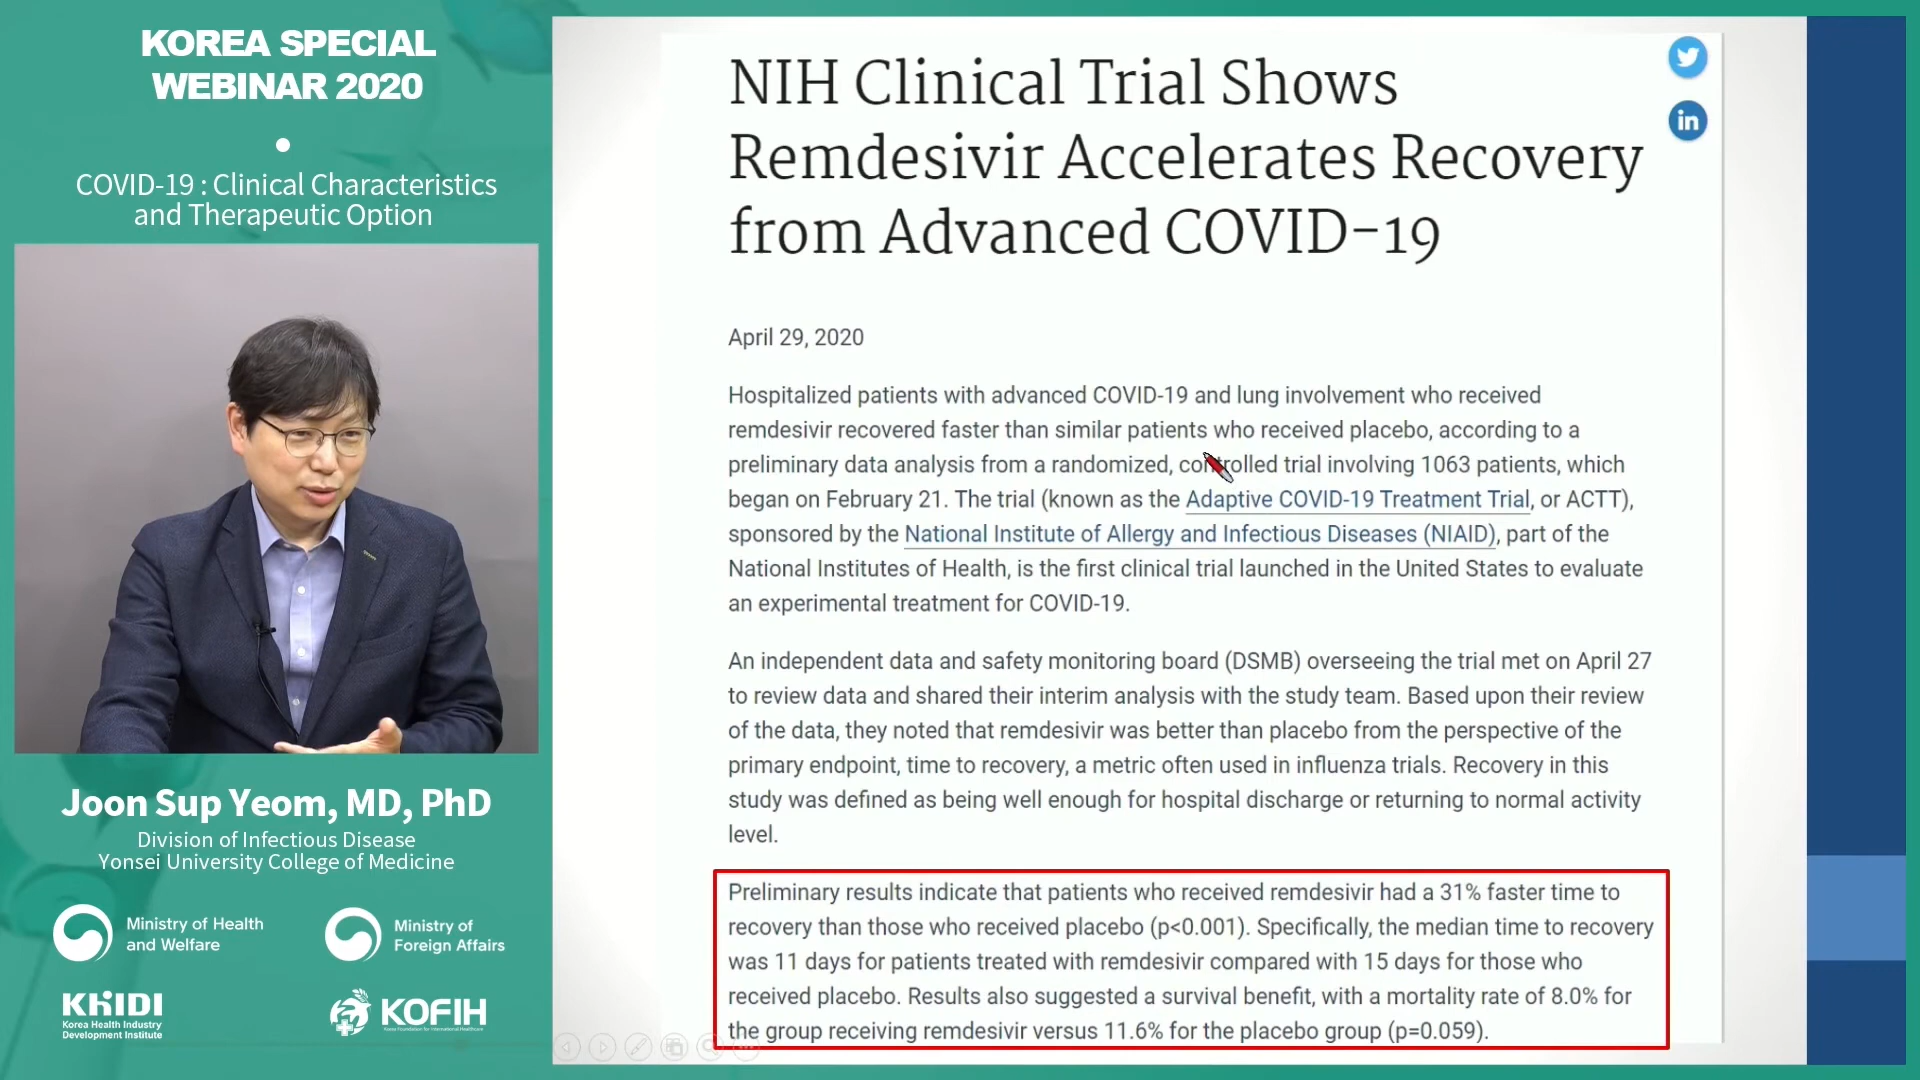 KOREA SPECIAL
WEBINAR 2020
COVID-19 : Clinical Characteristics
and Therapeutic Option
Joon Sup Yeom, MD, PhD
Division of Infectious Disease
Yonsei University College of Medicine
Ministry of Health
and Welfare
Ministry of
Foreign Affairs
KHIDI
Korea Health Industry
Development Institute
KOFIH
Korea Foundation for International Healthcare
NIH Clinical Trial Shows
Remdesivir Accelerates Recovery
from Advanced COVID-19
in
April 29, 2020
Hospitalized patients with advanced COVID-19 and lung involvement who received
remdesivir recovered faster than similar patients who received placebo, according to a
preliminary data analysis from a randomized, controlled trial involving 1063 patients, which
began on February 21. The trial (known as the Adaptive COVID-19 Treatment Trial, or ACTT),
sponsored by the National Institute of Allergy and Infectious Diseases (NIAID), part of the
National Institutes of Health, is the first clinical trial launched in the United States to evaluate
an experimental treatment for COVID-19.
An independent data and safety monitoring board (DSMB) overseeing the trial met on April 27
to review data and shared their interim analysis with the study team. Based upon their review
of the data, they noted that remdesivir was better than placebo from the perspective of the
primary endpoint, time to recovery, a metric often used in influenza trials. Recovery in this
study was defined as being well enough for hospital discharge or returning to normal activity
level.
Preliminary results indicate that patients who received remdesivir had a 31% faster time to
recovery than those who received placebo (p<0.001). Specifically, the median time to recovery
was 11 days for patients treated with remdesivir compared with 15 days for those who
received placebo. Results also suggested a survival benefit, with a mortality rate of 8.0% for
the group receiving remdesivir versus 11.6% for the placebo group (p=0.059).